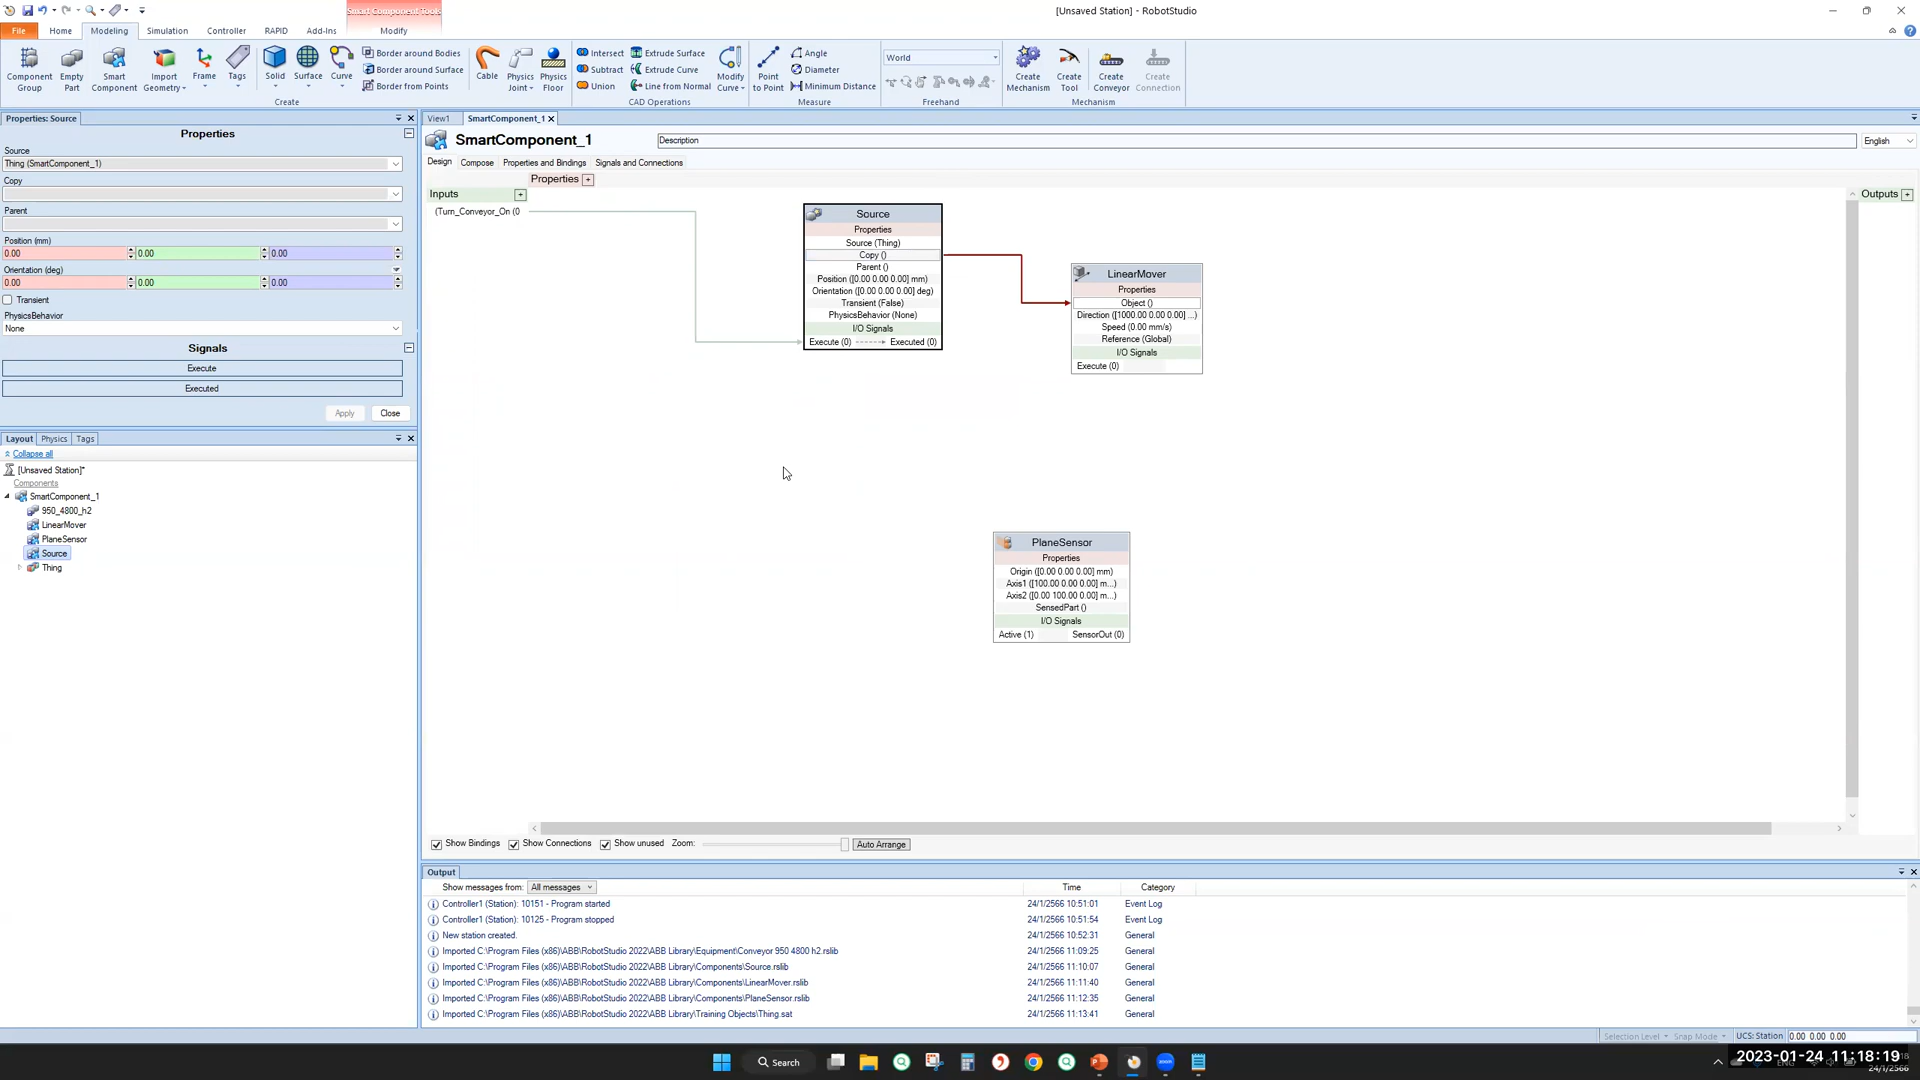 Smart Component Tools
[Unsaved Station] - RobotStudio
File Home Modeling Simulation Controller RAPID Add-Ins Modify
Component Group
Empty Part
Smart Component
Import Geometry
Frame
Tags
Solid
Surface
Curve
Border around Bodies
Border around Surface
Border from Points
Create
Cable
Physics Joint
Physics Floor
Intersect
Subtract
Union
Extrude Surface
Extrude Curve
Line from Normal
Modify Curve
CAD Operations
Point to Point
Angle
Diameter
Minimum Distance
Measure
World
Freehand
Create Mechanism
Create Tool
Create Conveyor
Create Connection
Mechanism
Properties: Source
Properties
Source
Thing (SmartComponent_1)
Copy
Parent
Position (mm)
0.00 0.00 0.00
Orientation (deg)
0.00 0.00 0.00
Transient
PhysicsBehavior
None
Signals
Execute
Executed
Apply Close
Layout Physics Tags
Collapse all
[Unsaved Station]*
Components
SmartComponent_1
950_4800_h2
LinearMover
PlaneSensor
Source
Thing
View1 SmartComponent_1
SmartComponent_1
Description
English
Design Compose Properties and Bindings Signals and Connections
Properties +
Inputs +
Outputs +
(Turn_Conveyor_On (0
Source
Properties
Source (Thing)
Copy ()
Parent ()
Position ([0.00 0.00 0.00] mm)
Orientation ([0.00 0.00 0.00] deg)
Transient (False)
PhysicsBehavior (None)
I/O Signals
Execute (0) Executed (0)
LinearMover
Properties
Object ()
Direction ([1000.00 0.00 0.00] ...)
Speed (0.00 mm/s)
Reference (Global)
I/O Signals
Execute (0)
PlaneSensor
Properties
Origin ([0.00 0.00 0.00] mm)
Axis1 ([100.00 0.00 0.00] m...)
Axis2 ([0.00 100.00 0.00] m...)
SensedPart ()
I/O Signals
Active (1) SensorOut (0)
Show Bindings Show Connections Show unused Zoom: Auto Arrange
Output
Show messages from: All messages Time Category
Controller1 (Station): 10151 - Program started 24/1/2566 10:51:01 Event Log
Controller1 (Station): 10125 - Program stopped 24/1/2566 10:51:54 Event Log
New station created. 24/1/2566 10:52:31 General
Imported C:\Program Files (x86)\ABB\RobotStudio 2022\ABB Library\Equipment\Conveyor 950 4800 h2.rslib 24/1/2566 11:09:25 General
Imported C:\Program Files (x86)\ABB\RobotStudio 2022\ABB Library\Components\Source.rslib 24/1/2566 11:10:07 General
Imported C:\Program Files (x86)\ABB\RobotStudio 2022\ABB Library\Components\LinearMover.rslib 24/1/2566 11:11:40 General
Imported C:\Program Files (x86)\ABB\RobotStudio 2022\ABB Library\Components\PlaneSensor.rslib 24/1/2566 11:12:35 General
Imported C:\Program Files (x86)\ABB\RobotStudio 2022\ABB Library\Training Objects\Thing.sat 24/1/2566 11:13:41 General
Selection Level Snap Mode UCS: Station 0.00 0.00 0.00
Search
2023-01-24 11:18:19
24/1/2566